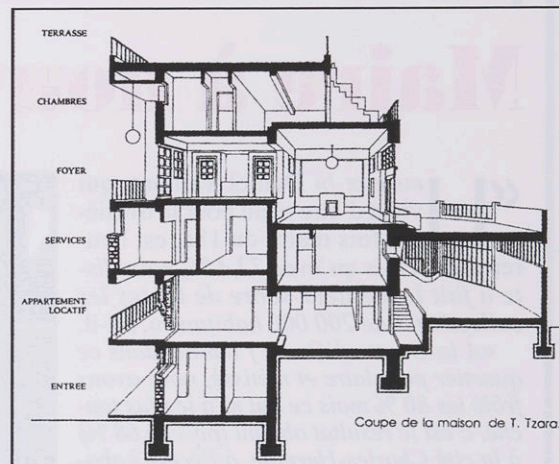 TERRASSE
CHAMBRES
FOYER
SERVICES
APPARTEMENT
LOCATIF
ENTREE
Coupe de la maison de T. Tzara.